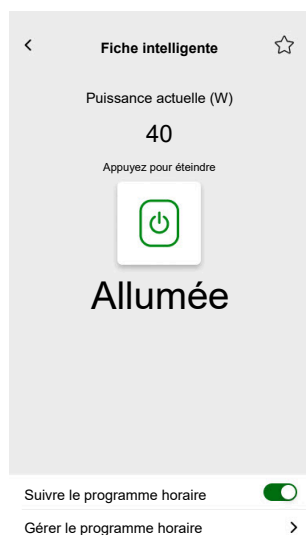 Fiche intelligente
Puissance actuelle (W)
40
Appuyez pour éteindre
Allumée
Suivre le programme horaire
Gérer le programme horaire